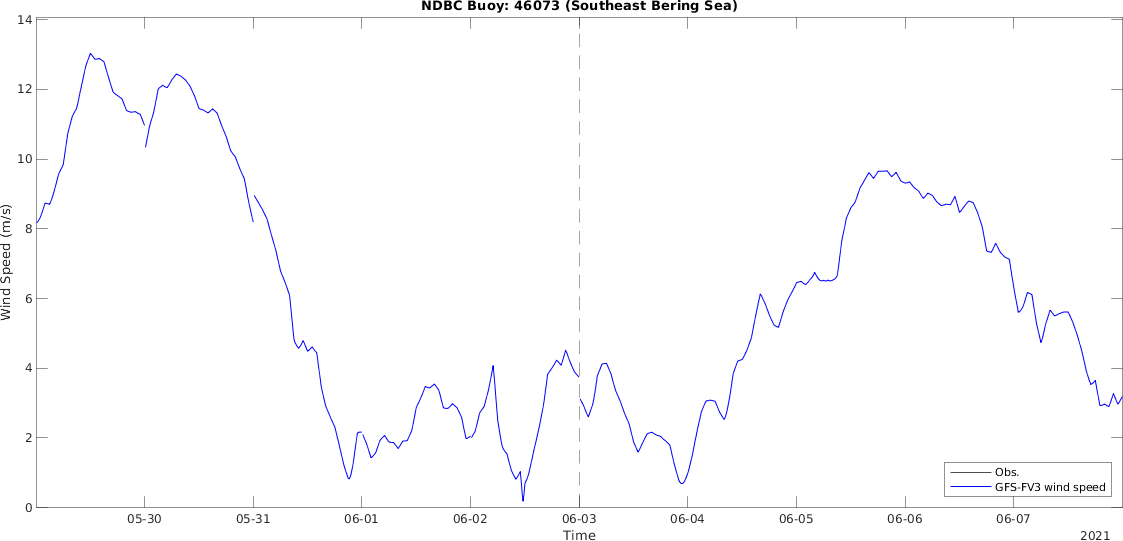 NDBC Buoy: 46073 (Southeast Bering Sea)
14
12
10
8
6
4
2
0
Wind Speed (m/s)
05-30 05-31 06-01 06-02 06-03 06-04 06-05 06-06 06-07
Time
2021
Obs.
GFS-FV3 wind speed